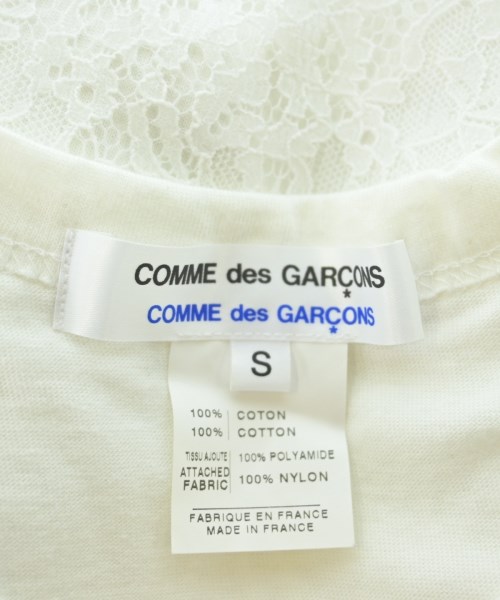 COMME des GARÇONS
COMME des GARÇONS
S
100% COTON
100% COTTON
TISSU AJOUTE 100% POLYAMIDE
ATTACHED FABRIC 100% NYLON
FABRIQUE EN FRANCE
MADE IN FRANCE